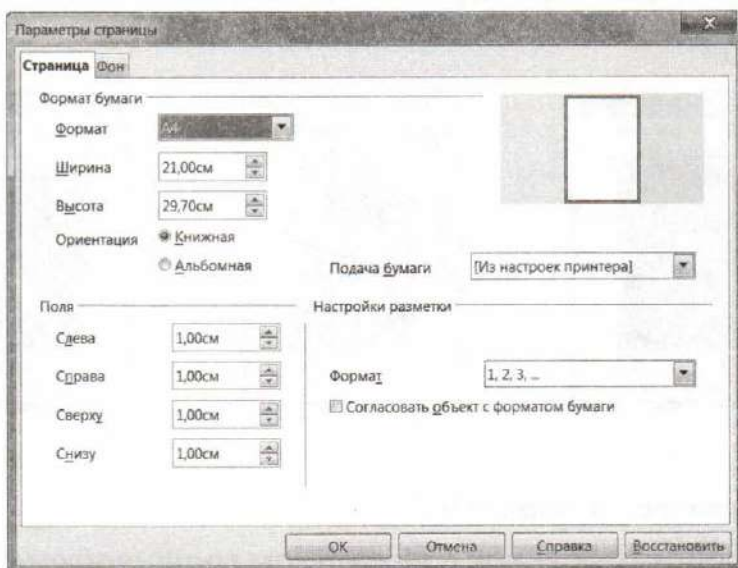 Параметры страницы
Страница Фон
Формат бумаги
Формат A4
Ширина 21,00см
Высота 29,70см
Ориентация Книжная
Альбомная
Подача бумаги [Из настроек принтера]
Поля
Настройки разметки
Слева 1,00см
Справа 1,00см
Формат 1, 2, 3, ...
Сверху 1,00см
Согласовать объект с форматом бумаги
Снизу 1,00см
ОК Отмена Справка Восстановить